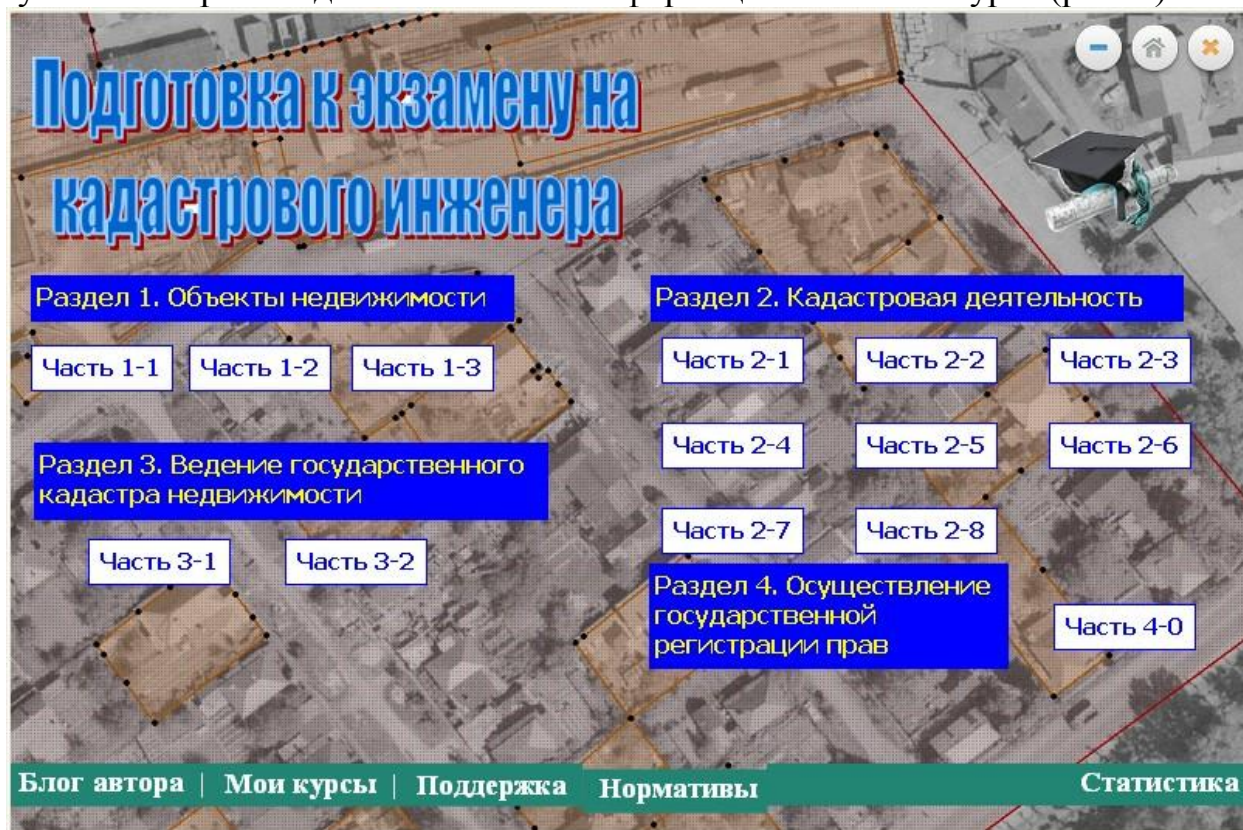 Подготовка к экзамену на
кадастрового инженера
Раздел 1. Объекты недвижимости
Часть 1-1
Часть 1-2
Часть 1-3
Раздел 2. Кадастровая деятельность
Часть 2-1
Часть 2-2
Часть 2-3
Часть 2-4
Часть 2-5
Часть 2-6
Часть 2-7
Часть 2-8
Раздел 3. Ведение государственного
кадастра недвижимости
Часть 3-1
Часть 3-2
Раздел 4. Осуществление
государственной
регистрации прав
Часть 4-0
Блог автора | Мои курсы | Поддержка Нормативы Статистика